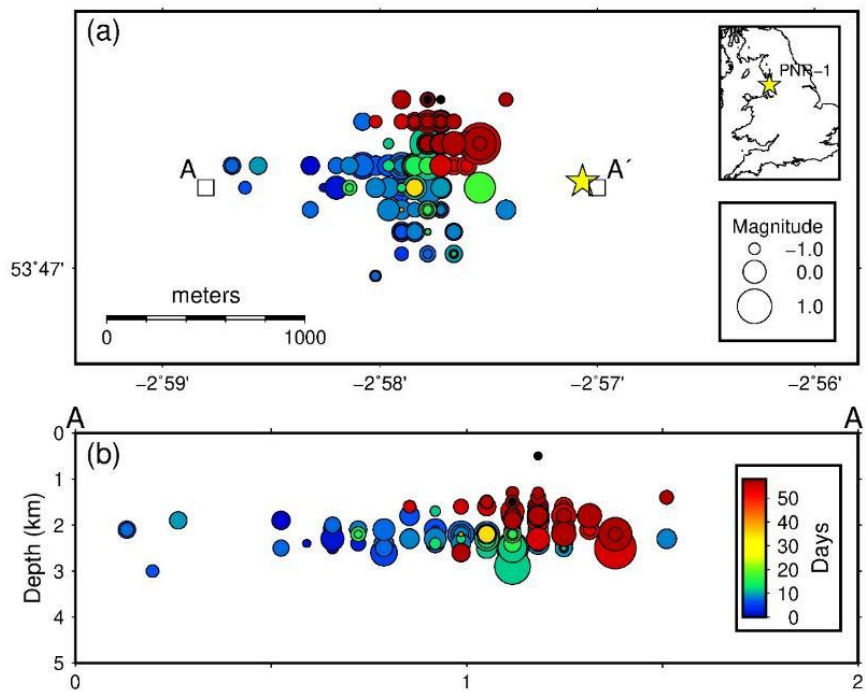 (a)
PNR−1
A
A´
Magnitude
−1.0
0.0
1.0
53˚47'
meters
0 1000
−2˚59' −2˚58' −2˚57' −2˚56'
A A
(b)
0
1
2
3
4
5
Depth (km)
50
40
30
20
10
0
Days
0 1 2